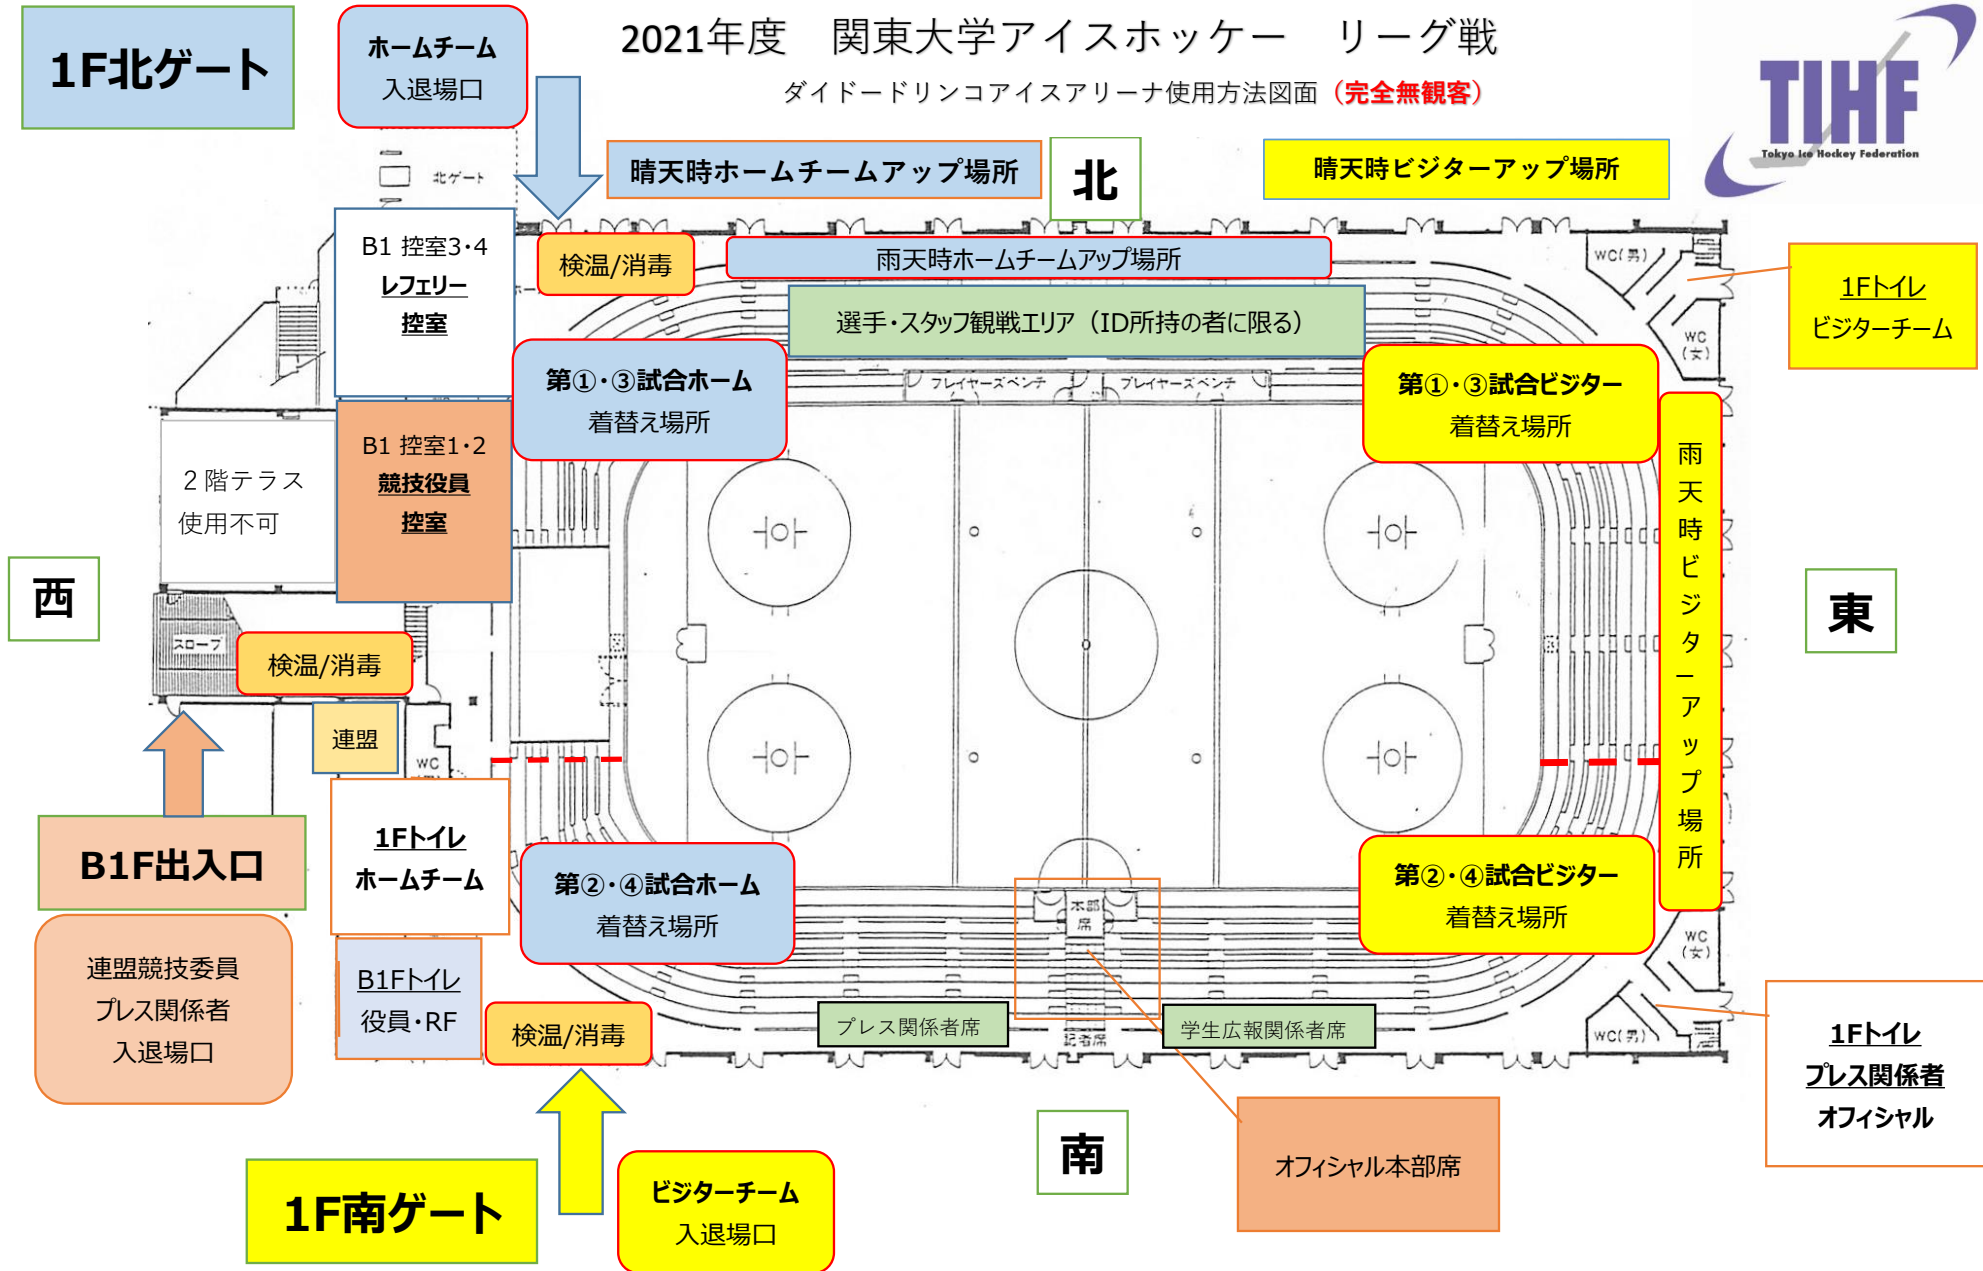 2021年度　関東大学アイスホッケー　リーグ戦
ダイドードリンコアイスアリーナ使用方法図面（完全無観客）
TIHF
Tokyo Ice Hockey Federation
1F北ゲート
ホームチーム
入退場口
北ゲート
晴天時ホームチームアップ場所
北
晴天時ビジターアップ場所
B1 控室3・4
レフェリー
控室
検温/消毒
雨天時ホームチームアップ場所
WC(男)
1Fトイレ
ビジターチーム
選手・スタッフ観戦エリア（ID所持の者に限る）
WC
(女)
第①・③試合ホーム
着替え場所
プレイヤーズベンチ
プレイヤーズベンチ
第①・③試合ビジター
着替え場所
B1 控室1・2
競技役員
控室
２階テラス
使用不可
雨天時ビジターアップ場所
西
東
スロープ
検温/消毒
連盟
WC
B1F出入口
1Fトイレ
ホームチーム
第②・④試合ホーム
着替え場所
第②・④試合ビジター
着替え場所
本部
席
連盟競技委員
プレス関係者
入退場口
B1Fトイレ
役員・RF
検温/消毒
プレス関係者席
記者席
学生広報関係者席
WC
(女)
WC(男)
1Fトイレ
プレス関係者
オフィシャル
南
オフィシャル本部席
1F南ゲート
ビジターチーム
入退場口